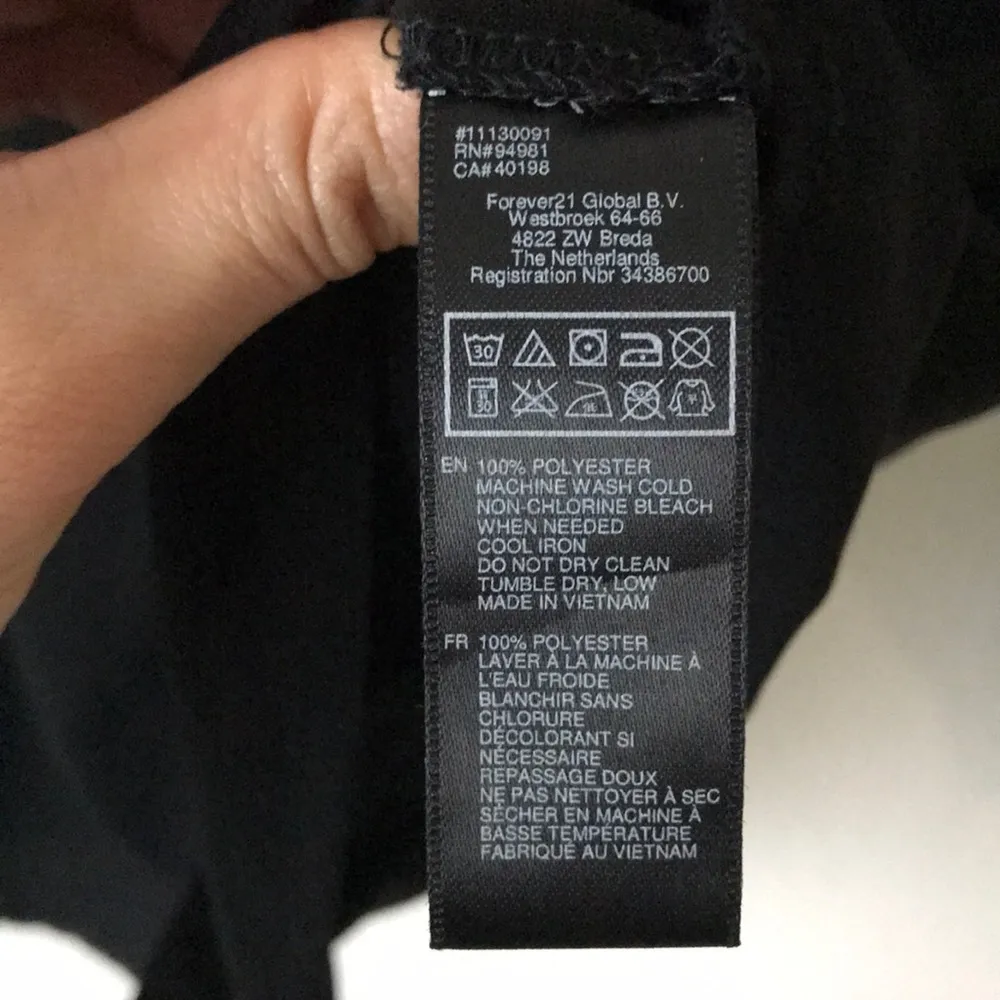 #11130091
RN#94981
CA#40198
Forever21 Global B.V.
Westbroek 64-66
4822 ZW Breda
The Netherlands
Registration Nbr 34386700
30
30
EN 100% POLYESTER
MACHINE WASH COLD
NON-CHLORINE BLEACH
WHEN NEEDED
COOL IRON
DO NOT DRY CLEAN
TUMBLE DRY, LOW
MADE IN VIETNAM
FR 100% POLYESTER
LAVER À LA MACHINE À
L'EAU FROIDE
BLANCHIR SANS
CHLORURE
DÉCOLORANT SI
NÉCESSAIRE
REPASSAGE DOUX
NE PAS NETTOYER À SEC
SÉCHER EN MACHINE À
BASSE TEMPÉRATURE
FABRIQUÉ AU VIETNAM